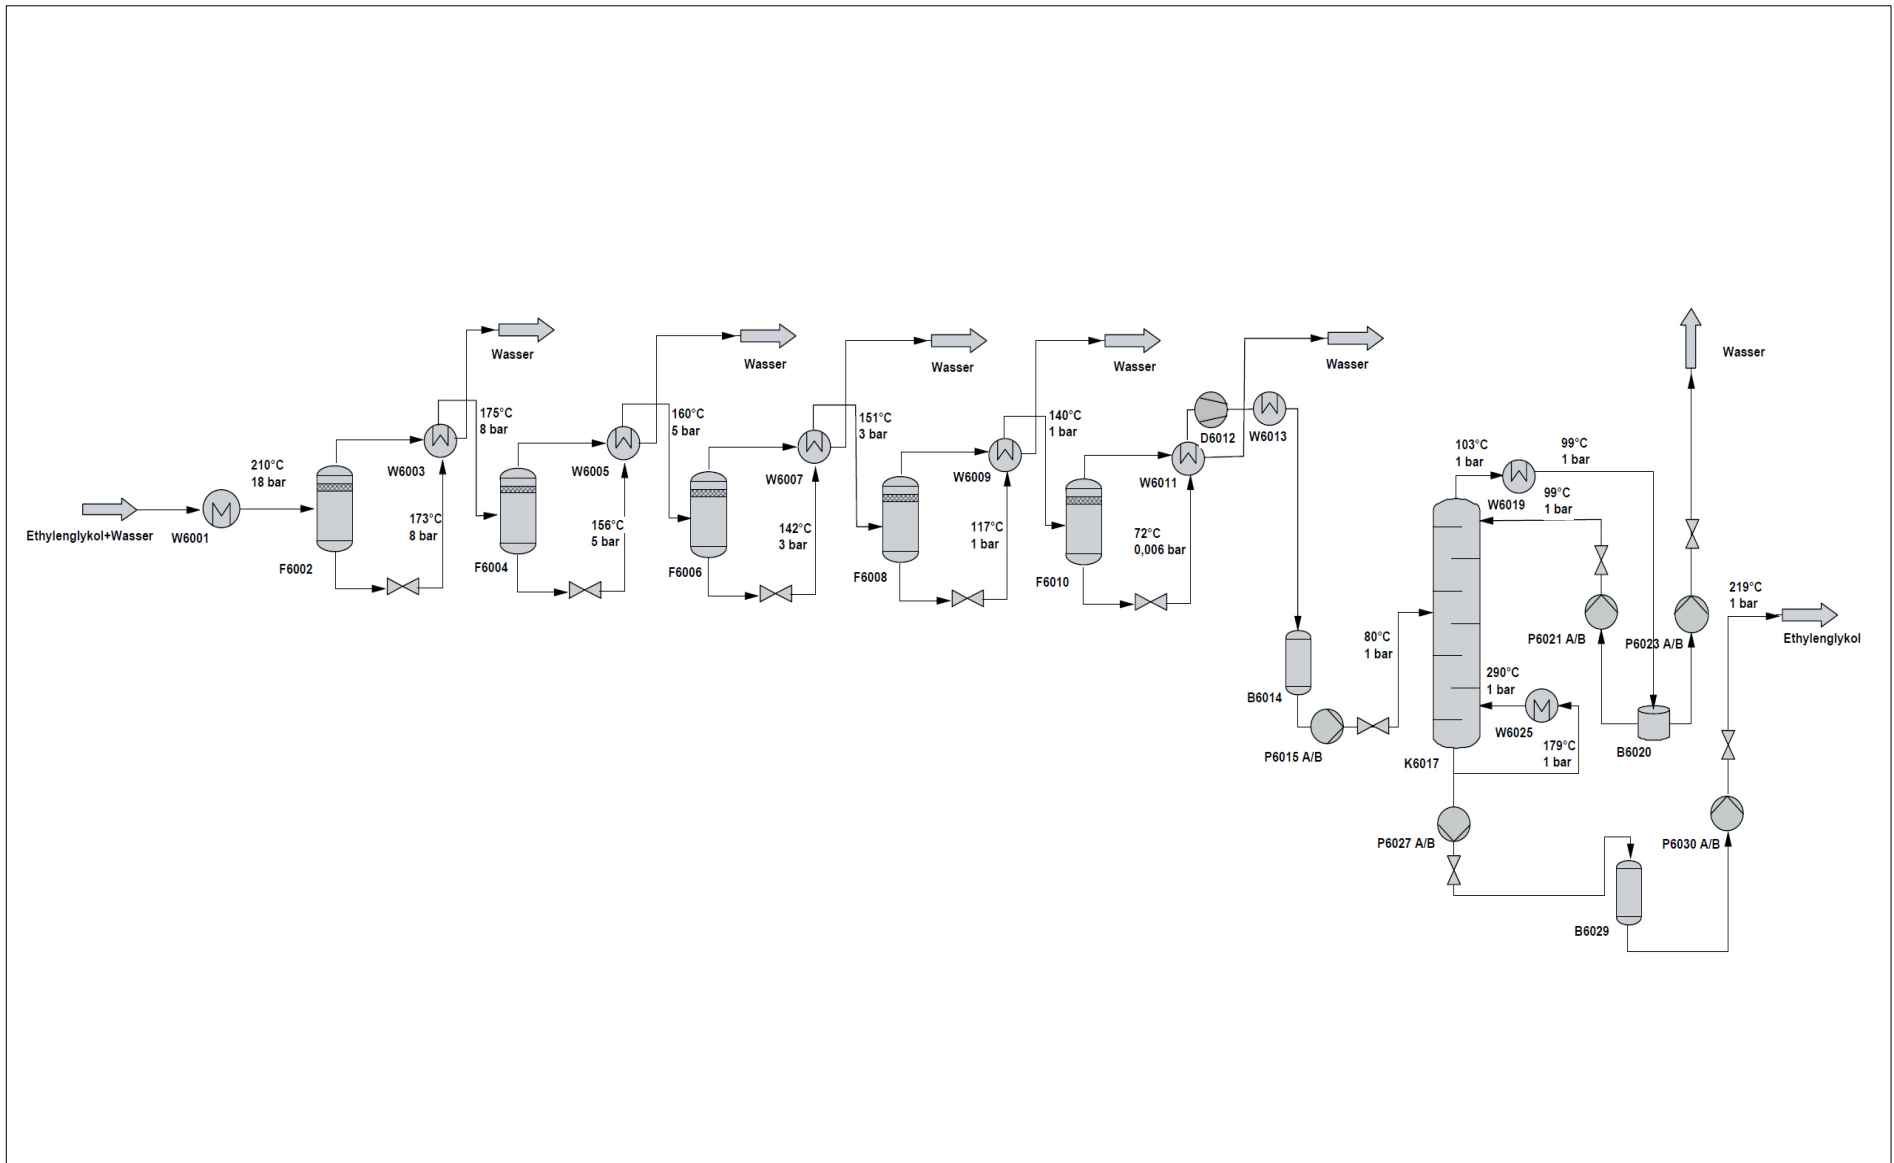 Ethylenglykol+Wasser
W6001
210°C
18 bar
F6002
W6003
173°C
8 bar
Wasser
175°C
8 bar
F6004
W6005
156°C
5 bar
Wasser
160°C
5 bar
F6006
W6007
142°C
3 bar
Wasser
151°C
3 bar
F6008
W6009
117°C
1 bar
Wasser
140°C
1 bar
F6010
W6011
72°C
0,006 bar
Wasser
D6012
W6013
B6014
P6015 A/B
80°C
1 bar
K6017
103°C
1 bar
W6019
99°C
1 bar
99°C
1 bar
P6021 A/B
P6023 A/B
B6020
Wasser
290°C
1 bar
W6025
179°C
1 bar
P6027 A/B
B6029
P6030 A/B
219°C
1 bar
Ethylenglykol